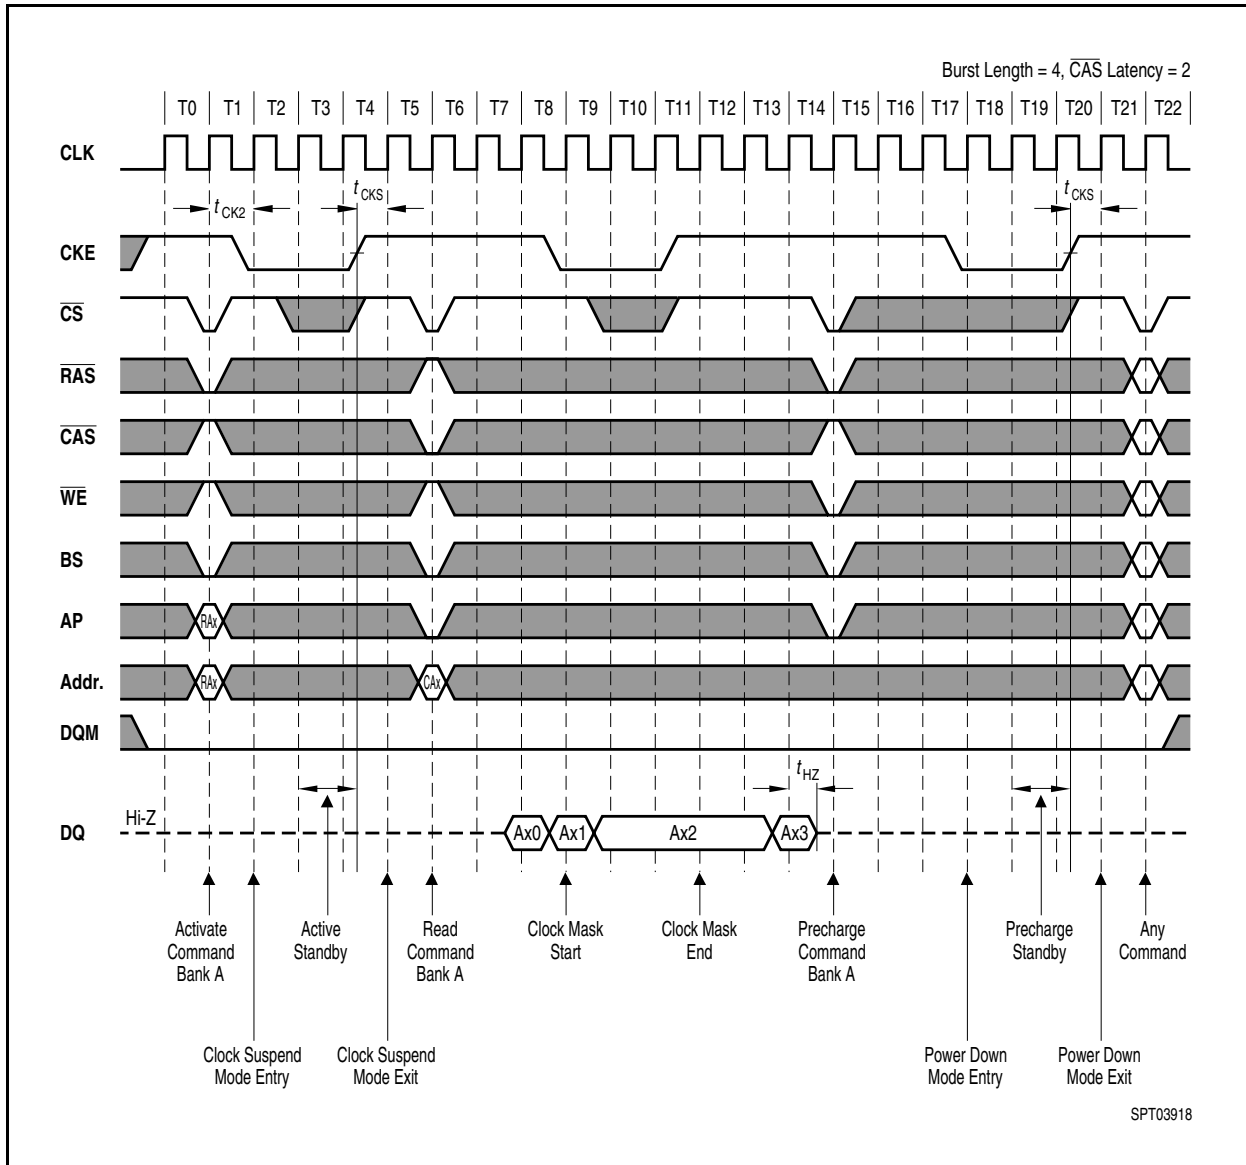 Burst Length = 4, CAS Latency = 2
T0 T1 T2 T3 T4 T5 T6 T7 T8 T9 T10 T11 T12 T13 T14 T15 T16 T17 T18 T19 T20 T21 T22
CLK
t CK2
t CKS
t CKS
CKE
CS
RAS
CAS
WE
BS
AP
RAx
Addr.
RAx
CAx
DQM
t HZ
Hi-Z
DQ
Ax0 Ax1 Ax2 Ax3
Activate
Command
Bank A
Active
Standby
Read
Command
Bank A
Clock Mask
Start
Clock Mask
End
Precharge
Command
Bank A
Precharge
Standby
Any
Command
Clock Suspend
Mode Entry
Clock Suspend
Mode Exit
Power Down
Mode Entry
Power Down
Mode Exit
SPT03918